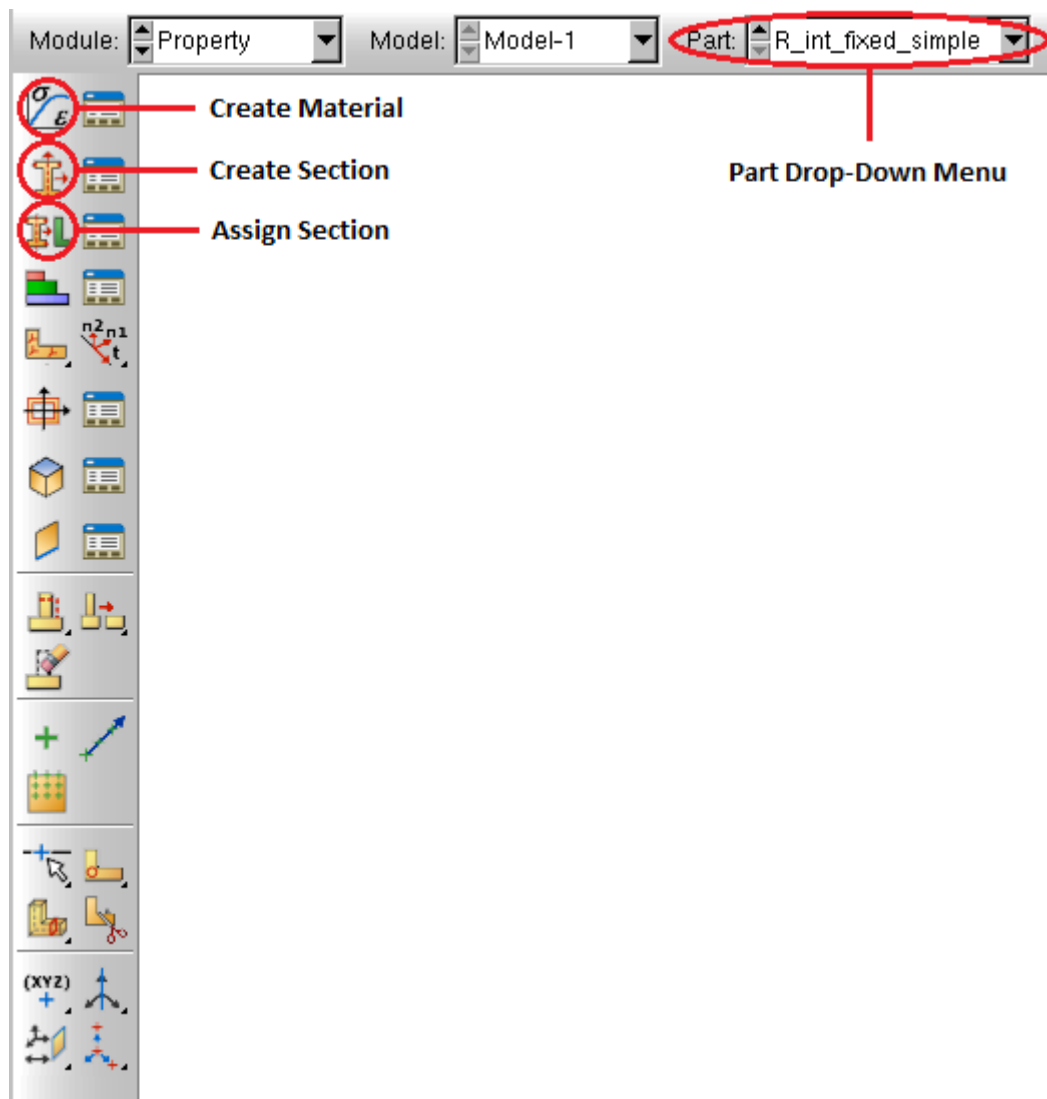 Module: Property Model: Model-1 Part: R_int_fixed_simple
σ
ε
Create Material
Create Section
Part Drop-Down Menu
Assign Section
n2 n1
t
(XYZ)